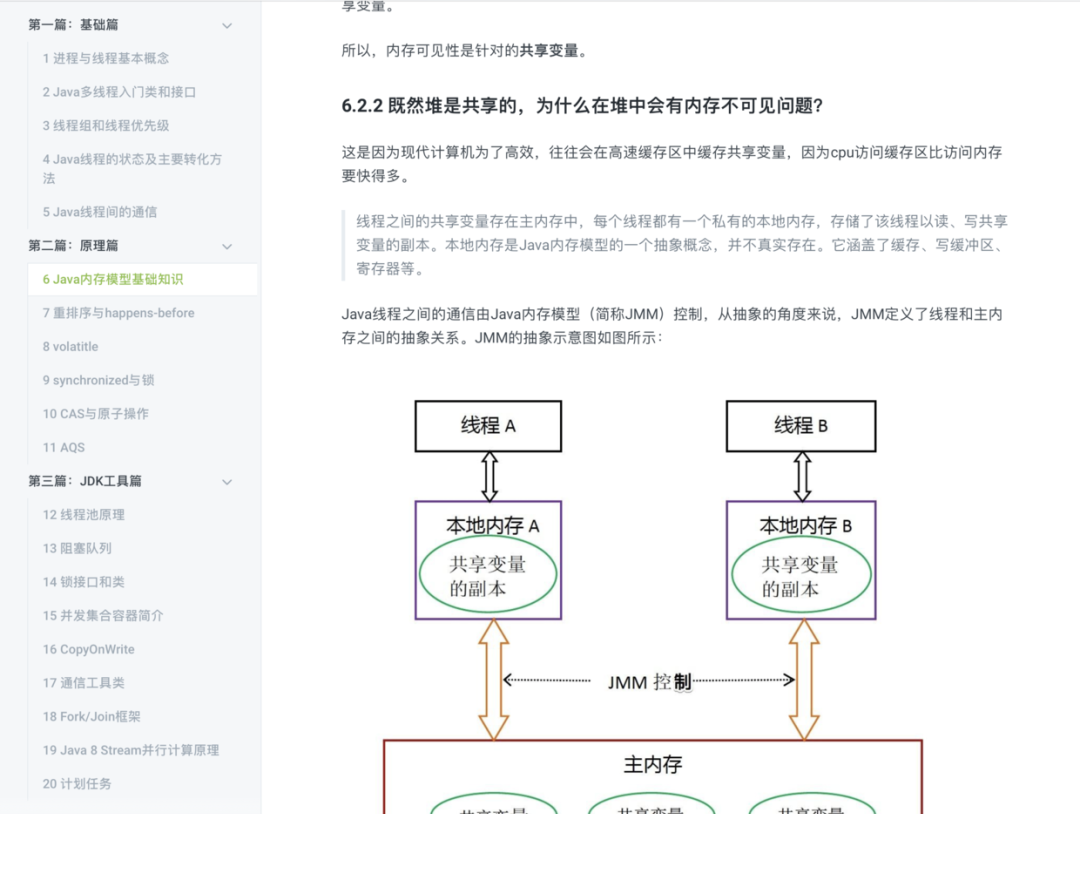 第一篇：基础篇
1 进程与线程基本概念
2 Java多线程入门类和接口
3 线程组和线程优先级
4 Java线程的状态及主要转化方
法
5 Java线程间的通信
第二篇：原理篇
6 Java内存模型基础知识
7 重排序与happens-before
8 volatitle
9 synchronized与锁
10 CAS与原子操作
11 AQS
第三篇：JDK工具篇
12 线程池原理
13 阻塞队列
14 锁接口和类
15 并发集合容器简介
16 CopyOnWrite
17 通信工具类
18 Fork/Join框架
19 Java 8 Stream并行计算原理
20 计划任务
享变量。
所以，内存可见性是针对的共享变量。
6.2.2 既然堆是共享的，为什么在堆中会有内存不可见问题?
这是因为现代计算机为了高效，往往会在高速缓存区中缓存共享变量，因为cpu访问缓存区比访问内存
要快得多。
线程之间的共享变量存在主内存中，每个线程都有一个私有的本地内存，存储了该线程以读、写共享
变量的副本。本地内存是Java内存模型的一个抽象概念，并不真实存在。它涵盖了缓存、写缓冲区、
寄存器等。
Java线程之间的通信由Java内存模型（简称JMM）控制，从抽象的角度来说，JMM定义了线程和主内
存之间的抽象关系。JMM的抽象示意图如图所示：
线程 A
线程 B
本地内存 A
共享变量
的副本
本地内存 B
共享变量
的副本
JMM 控制
主内存
共享变量
共享变量
共享变量